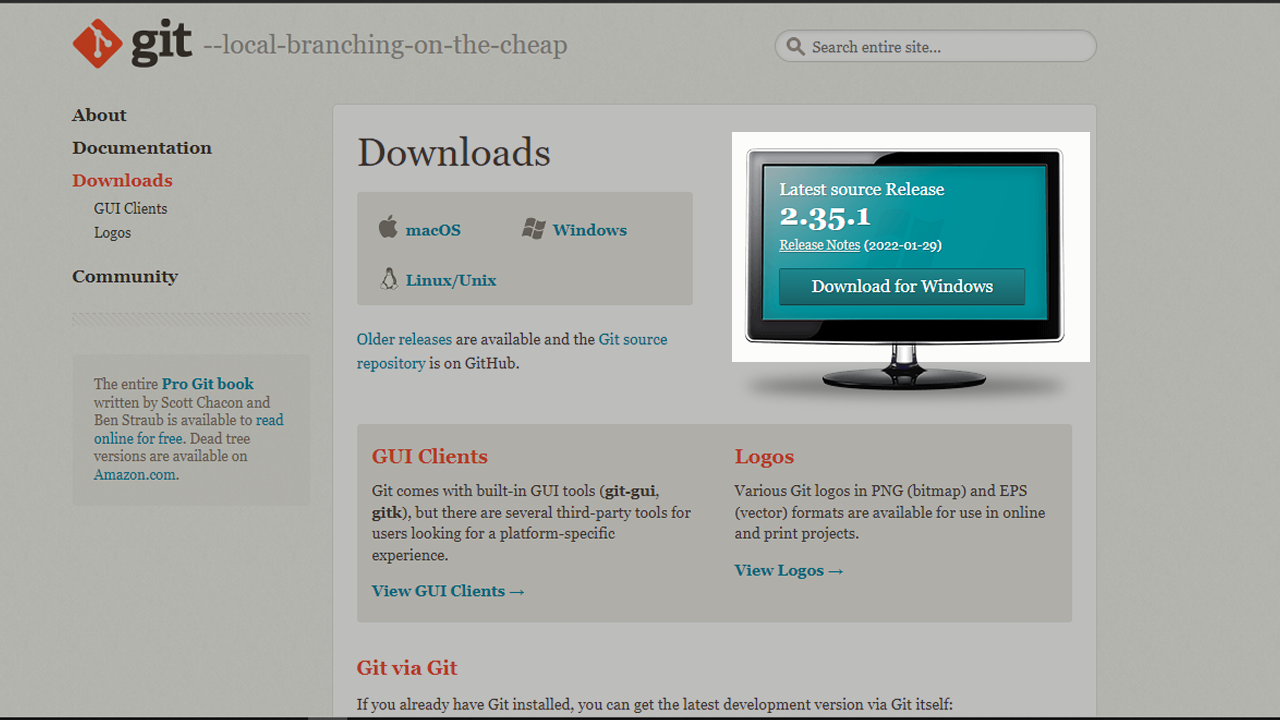 git --local-branching-on-the-cheap
Search entire site...
About
Documentation
Downloads
GUI Clients
Logos
Community
The entire Pro Git book
written by Scott Chacon and
Ben Straub is available to read
online for free. Dead tree
versions are available on
Amazon.com.
Downloads
macOS
Windows
Linux/Unix
Older releases are available and the Git source
repository is on GitHub.
Latest source Release
2.35.1
Release Notes (2022-01-29)
Download for Windows
GUI Clients
Git comes with built-in GUI tools (git-gui,
gitk), but there are several third-party tools for
users looking for a platform-specific
experience.
View GUI Clients →
Logos
Various Git logos in PNG (bitmap) and EPS
(vector) formats are available for use in online
and print projects.
View Logos →
Git via Git
If you already have Git installed, you can get the latest development version via Git itself: